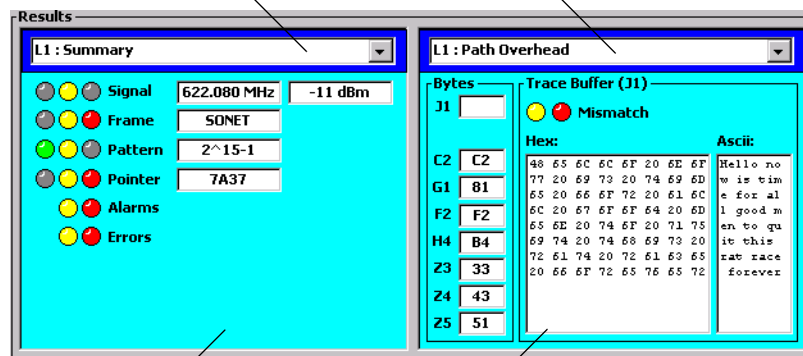 Results
L1 : Summary
Signal 622.080 MHz -11 dBm
Frame SONET
Pattern 2^15-1
Pointer 7A37
Alarms
Errors
L1 : Path Overhead
Bytes
J1
C2 C2
G1 81
F2 F2
H4 B4
Z3 33
Z4 43
Z5 51
Trace Buffer (J1)
Mismatch
Hex: Ascii:
48 65 6C 6C 6F 20 6E 6F Hello no
77 20 69 73 20 74 69 6D w is tim
65 20 66 6F 72 20 61 6C e for al
6C 20 67 6F 6F 64 20 6D l good m
65 6E 20 74 6F 20 71 75 en to qu
69 74 20 74 68 69 73 20 it this
72 61 74 20 72 61 63 65 rat race
20 66 6F 72 65 76 65 72 forever